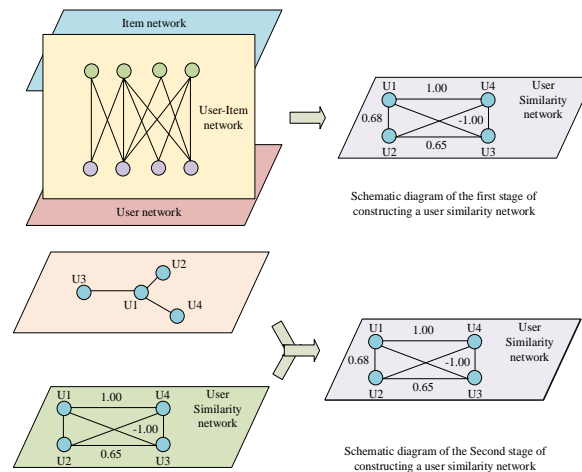 Item network
User-Item
network
User network
U1
U4
User
Similarity
network
1.00
0.68
-1.00
0.65
U2
U3
Schematic diagram of the first stage of
constructing a user similarity network
U3
U2
U1
U4
U1
U4
User
Similarity
network
1.00
-1.00
U2
0.65
U3
U1
U4
User
Similarity
network
1.00
0.68
-1.00
0.65
U2
U3
Schematic diagram of the Second stage of
constructing a user similarity network